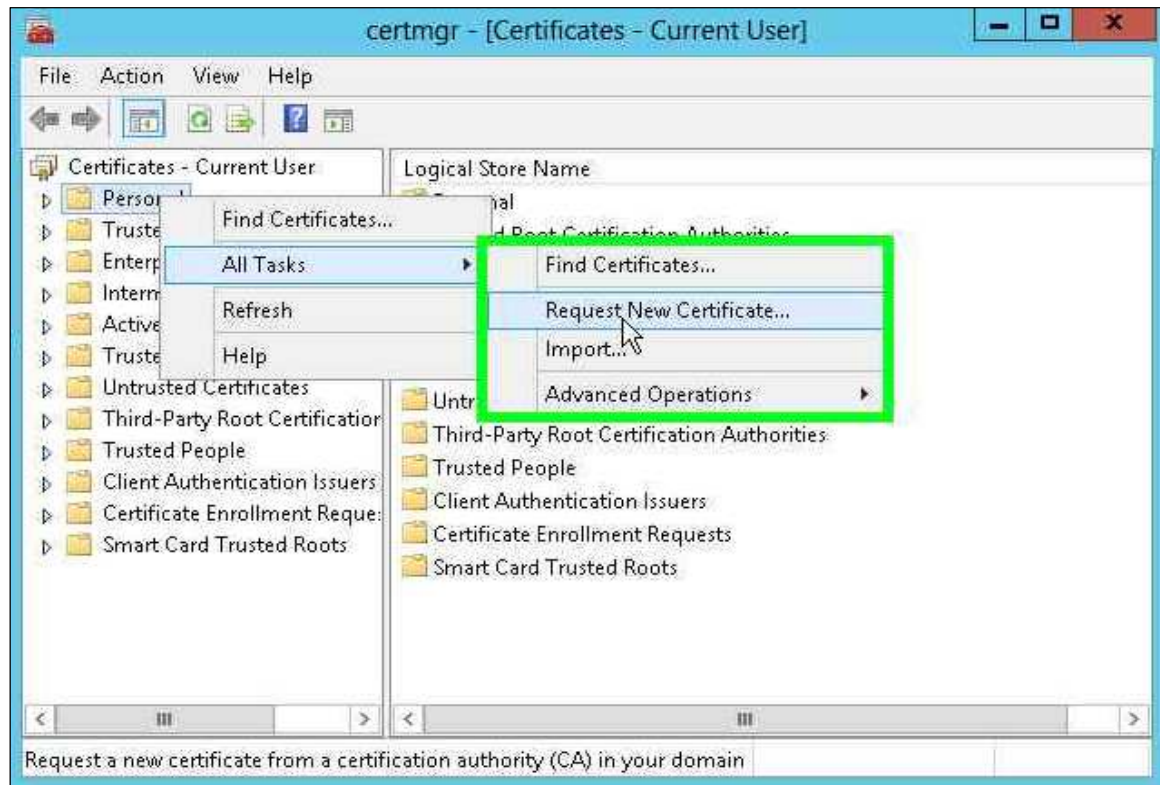 certmgr - [Certificates - Current User]
File Action View Help
Certificates - Current User
Logical Store Name
Find Certificates...
All Tasks
Refresh
Help
Find Certificates...
Request New Certificate...
Import...
Advanced Operations
Untrusted Certificates
Third-Party Root Certification
Trusted People
Client Authentication Issuers
Certificate Enrollment Reque
Smart Card Trusted Roots
Third-Party Root Certification Authorities
Trusted People
Client Authentication Issuers
Certificate Enrollment Requests
Smart Card Trusted Roots
Request a new certificate from a certification authority (CA) in your domain